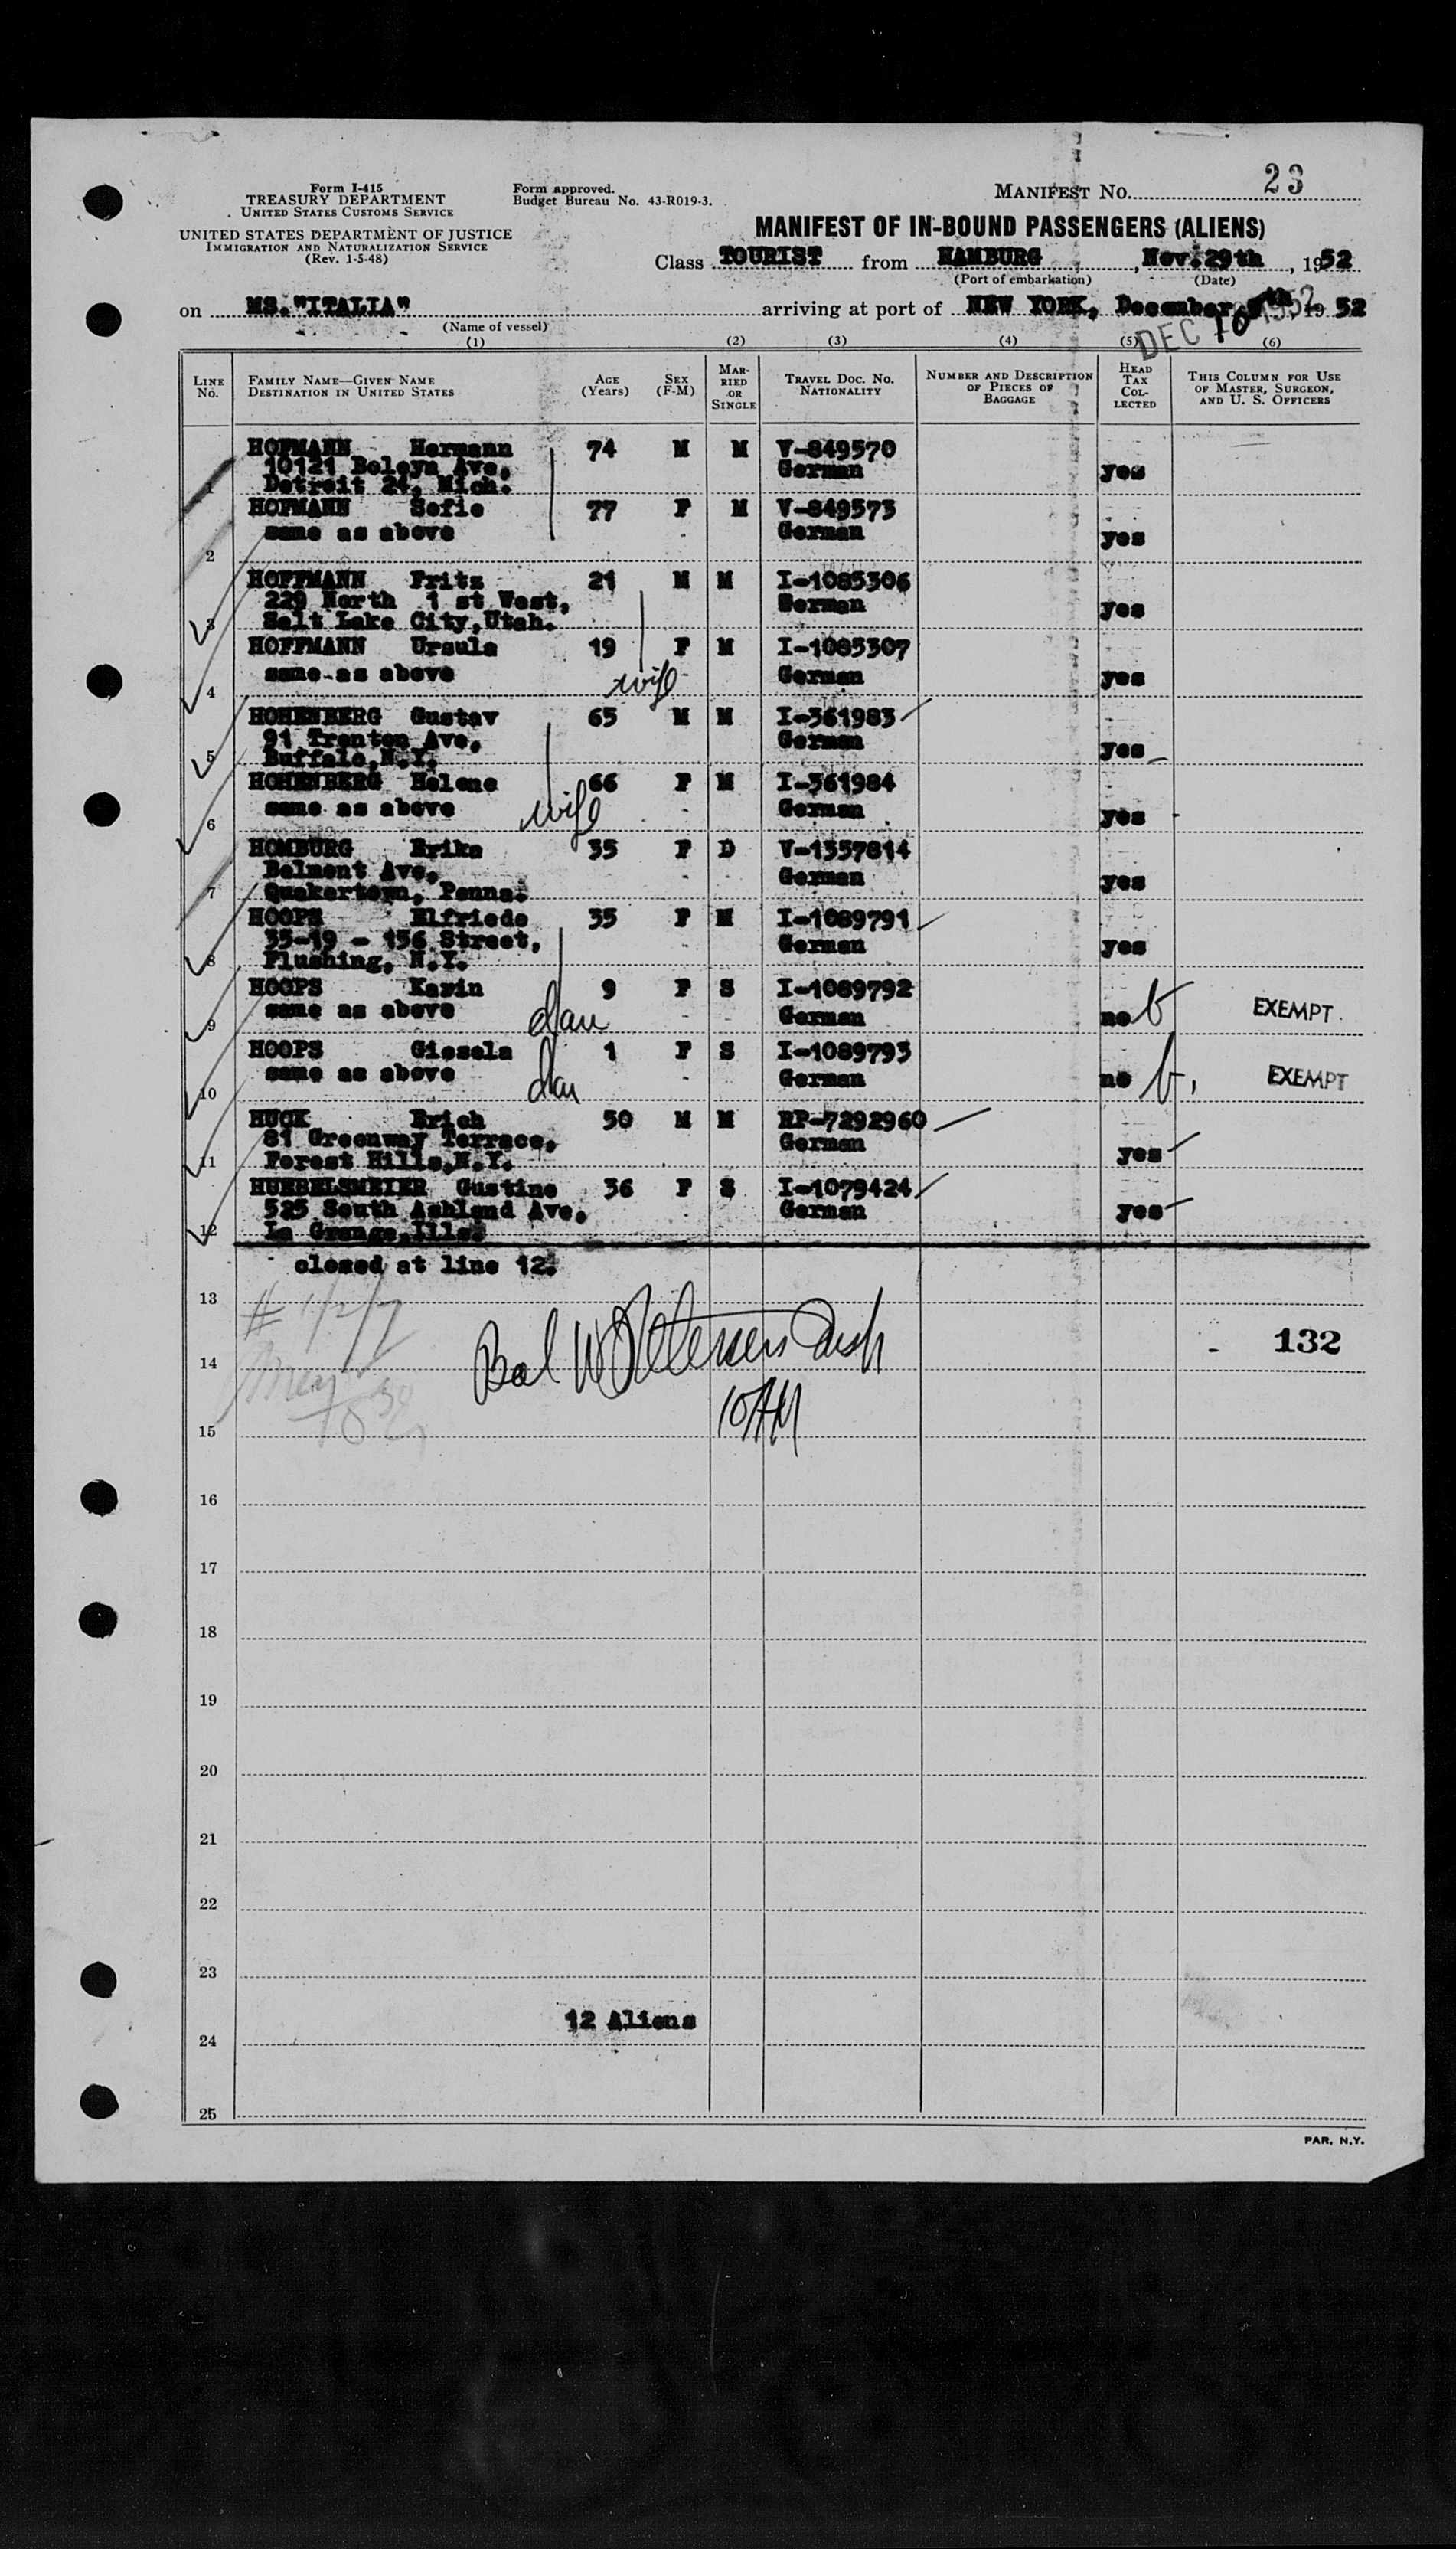 Form I-415
TREASURY DEPARTMENT
UNITED STATES CUSTOMS SERVICE
UNITED STATES DEPARTMENT OF JUSTICE
IMMIGRATION AND NATURALIZATION SERVICE
(Rev. 1-5-48)
Form approved.
Budget Bureau No. 43-R019-3.
MANIFEST NO. 23
MANIFEST OF IN-BOUND PASSENGERS (ALIENS)
Class TOURIST from HAMBURG, Nov. 29th, 1952
(Port of embarkation) (Date)
on MS. "ITALIA" arriving at port of NEW YORK, December 19 52
(Name of vessel)
DEC 10 1952
(1) (2) (3) (4) (5) (6)
LINE NO. FAMILY NAME—GIVEN NAME DESTINATION IN UNITED STATES AGE (YEARS) SEX (F-M) MARRIED OR SINGLE TRAVEL DOC. NO. NATIONALITY NUMBER AND DESCRIPTION OF PIECES OF BAGGAGE HEAD TAX COLLECTED THIS COLUMN FOR USE OF MASTER, SURGEON, AND U. S. OFFICERS
HOFMANN Hermann 74 M M V-849570
10121 Boleyn Ave, German yes
1 Detroit 24, Mich.
HOFMANN Sofie 77 F M V-849573
same as above German yes
2
HOFFMANN Fritz 21 M M I-1085306
229 North 1 st West, German yes
3 Salt Lake City, Utah.
HOFFMANN Ursula 19 F M I-1085307
4 same as above wife German yes
HOHENBERG Gustav 65 M M I-361983
91 Trenton Ave, German yes
5 Buffalo, N.Y.
HOHENBERG Helene 66 F M I-361984
same as above wife German yes
6
HOMBURG Erika 35 F D V-1357814
Belmont Ave, German yes
7 Quakertown, Penna.
HOOPS Elfriede 35 F M I-1089791
35-19 - 156 Street, German yes
8 Flushing, N.Y.
HOOPS Karin 9 F S I-1089792
9 same as above dau German no EXEMPT
HOOPS Giesela 1 F S I-1089793
same as above dau German no EXEMPT
10
HUCK Erich 50 M M RP-7292960
81 Greenway Terrace, German yes
11 Forest Hills, N.Y.
HUEBELSMEIER Gustine 36 F S I-1079424
525 South Ashland Ave, German yes
12 La Grange, Ills.
closed at line 12.
13
132
14
10AM
15
16
17
18
19
20
21
22
23
12 Aliens
24
25
PAR, N.Y.